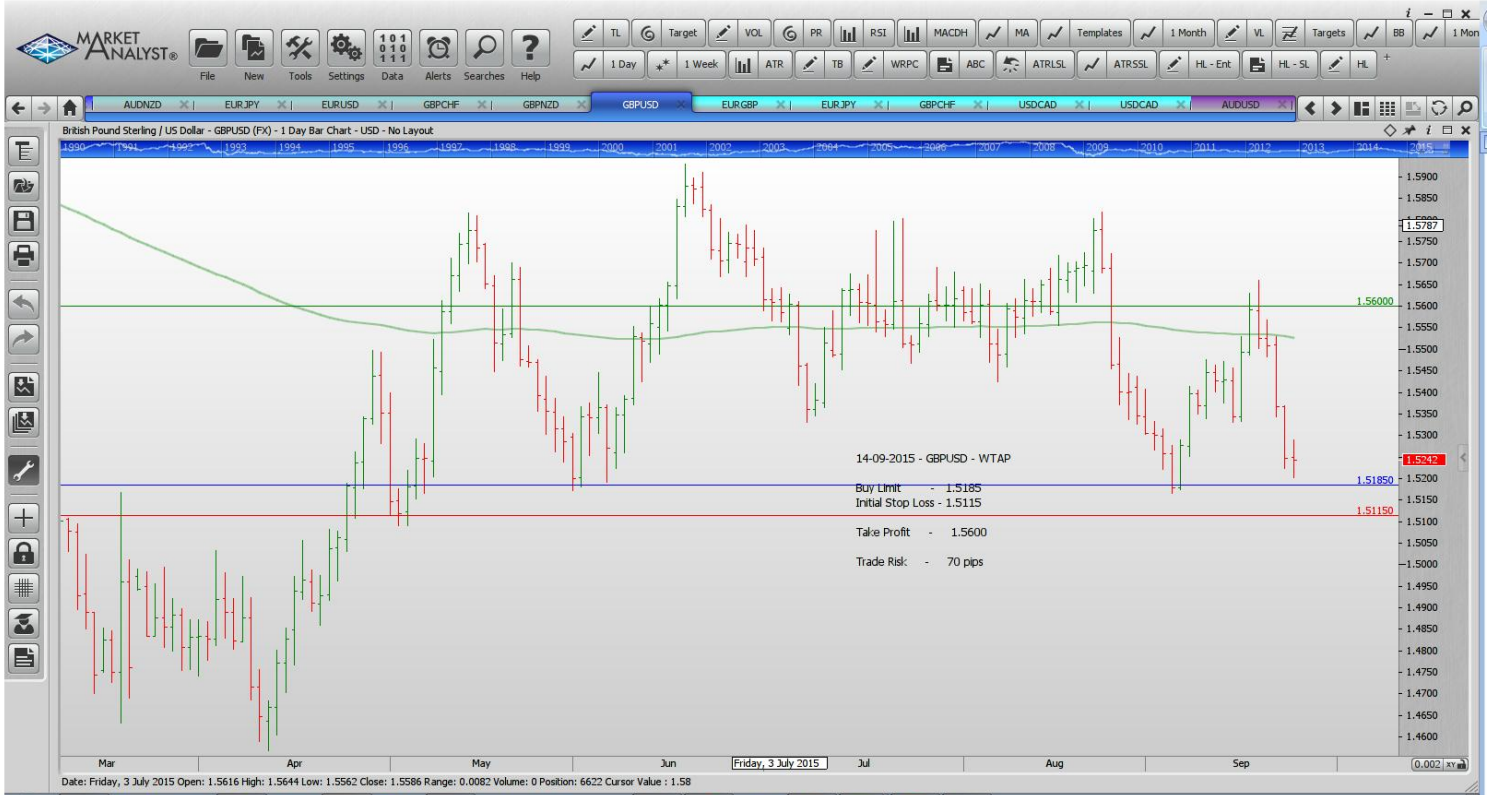 i
MARKET
ANALYST®
File New Tools Settings Data Alerts Searches Help
TL Target VOL PR RSI MACDH MA Templates 1 Month VL Targets BB 1 Mon
1 Day 1 Week ATR TB WRPC ABC ATRLSL ATRSSL HL - Ent HL - SL HL +
AUDNZD EURJPY EURUSD GBPCHF GBPNZD GBPUSD EURGBP EURJPY GBPCHF USDCAD USDCAD AUDUSD
British Pound Sterling / US Dollar - GBPUSD (FX) - 1 Day Bar Chart - USD - No Layout
1990 1991 1992 1993 1994 1995 1996 1997 1998 1999 2000 2001 2002 2003 2004 2005 2006 2007 2008 2009 2010 2011 2012 2013 2014 2015
1.5900
1.5850
1.5787
1.5750
1.5700
1.5650
1.56000 1.5600
1.5550
1.5500
1.5450
1.5400
1.5350
1.5300
14-09-2015 - GBPUSD - WTAP
1.5242
1.51850 1.5200
Buy Limit - 1.5185
Initial Stop Loss - 1.5115
1.5150
1.51150
1.5100
Take Profit - 1.5600
1.5050
Trade Risk - 70 pips
1.5000
1.4950
1.4900
1.4850
1.4800
1.4750
1.4700
1.4650
1.4600
Mar Apr May Jun Friday, 3 July 2015 Jul Aug Sep 0.002 XY
Date: Friday, 3 July 2015 Open: 1.5616 High: 1.5644 Low: 1.5562 Close: 1.5586 Range: 0.0082 Volume: 0 Position: 6622 Cursor Value : 1.58